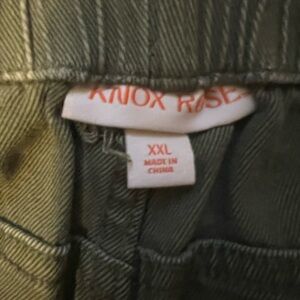 KNOX ROSE
XXL
MADE IN
CHINA